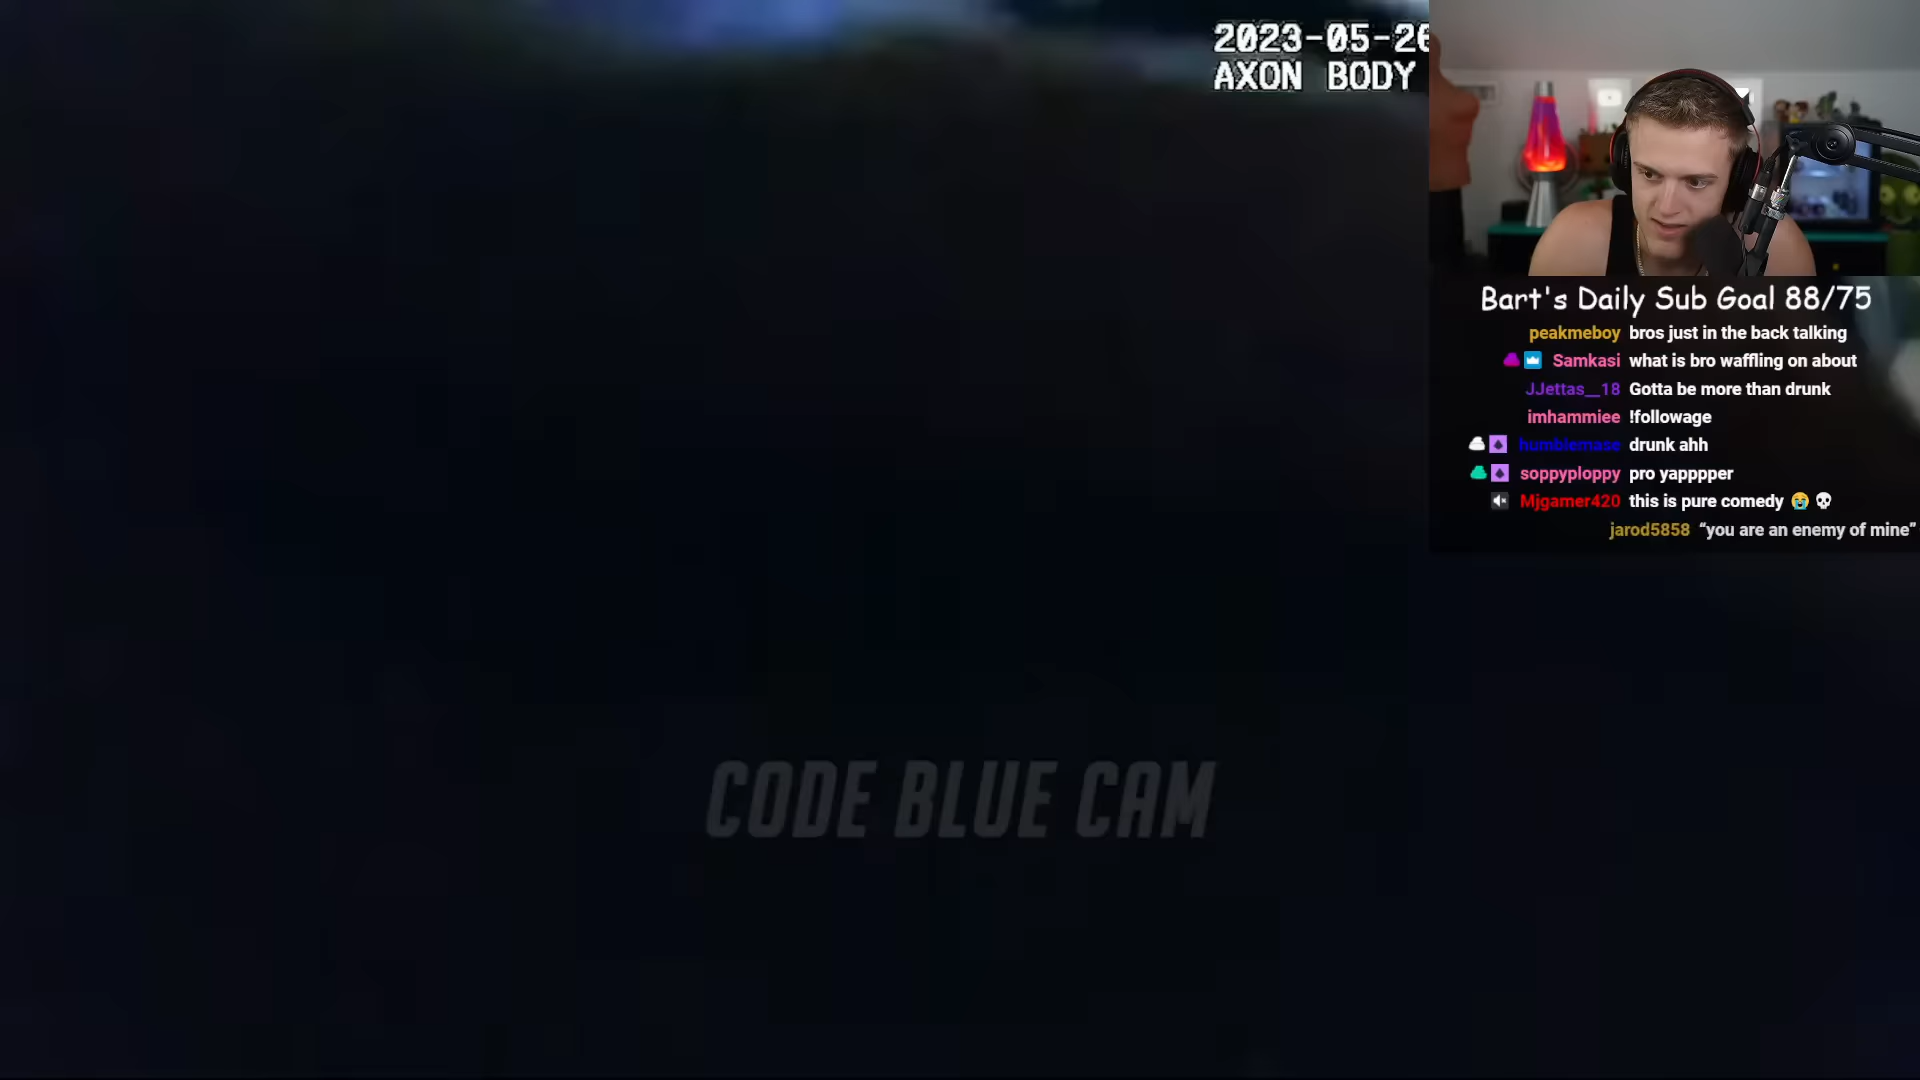 2023-05-26
AXON BODY
Bart's Daily Sub Goal 88/75
peakmeboy bros just in the back talking
Samkasi what is bro waffling on about
JJettas__18 Gotta be more than drunk
imhammiee !followage
humblemase drunk ahh
soppyploppy pro yapppper
Mjgamer420 this is pure comedy 😭 💀
jarod5858 “you are an enemy of mine”
CODE BLUE CAM